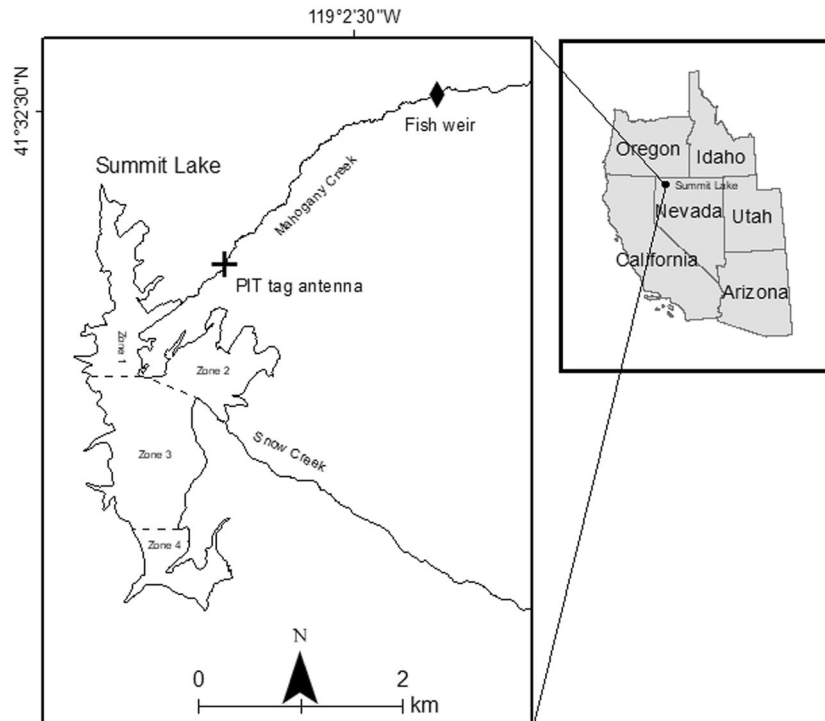 119°2'30"W
41°32'30"N
Fish weir
Summit Lake
Mahogany Creek
PIT tag antenna
Zone 1
Zone 2
Snow Creek
Zone 3
Zone 4
N
0 2
km
Oregon
Idaho
Summit Lake
Nevada
Utah
California
Arizona